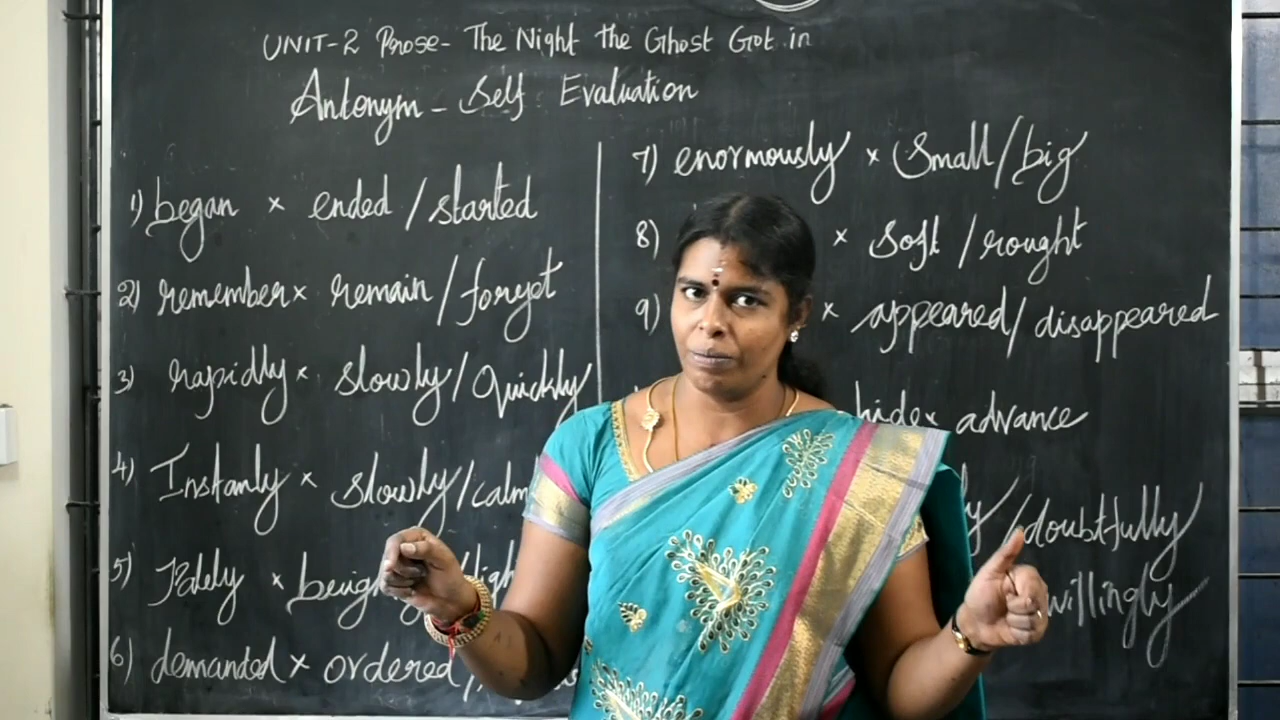 UNIT-2 Prose- The Night the Ghost Got in
Antonym - Self Evaluation
1) began × ended / started
2) remember × remain / forget
3) rapidly × slowly / Quickly
4) Instantly × slowly / calm
5) Palely ×
6) demanded × ordered /
7) enormously × Small / big
8) × Soft / rought
9) × appeared / disappeared
hide × advance
/ doubtfully
willingly